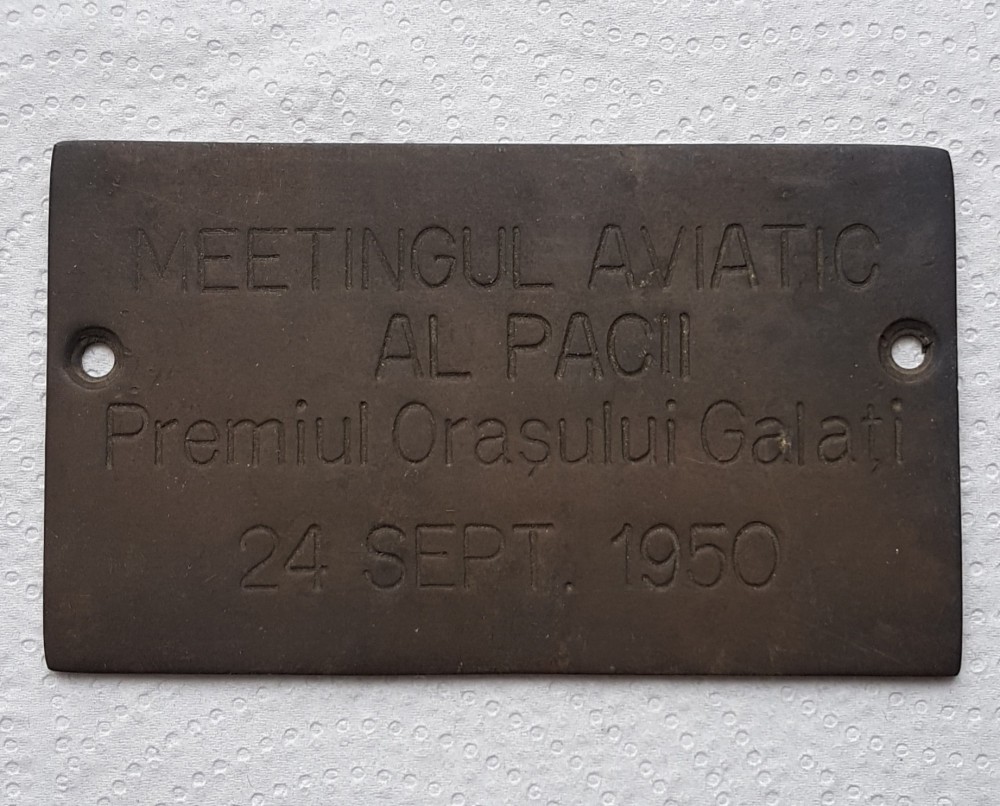 MEETINGUL AVIATIC
AL PACII
Premiul Orașului Galați
24 SEPT. 1950